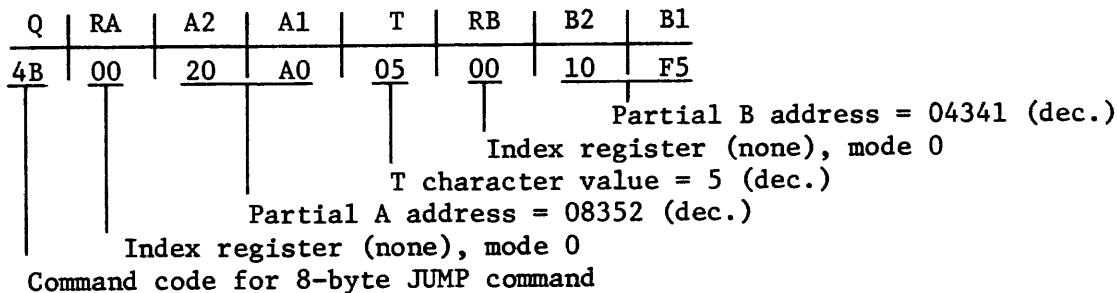 Q | RA | A2 | A1 | T | RB | B2 | B1
4B | 00 | 20 | A0 | 05 | 00 | 10 | F5
Partial B address = 04341 (dec.)
Index register (none), mode 0
T character value = 5 (dec.)
Partial A address = 08352 (dec.)
Index register (none), mode 0
Command code for 8-byte JUMP command